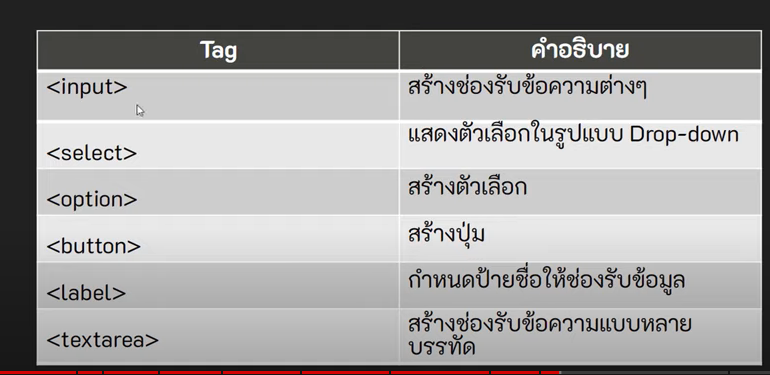 Tag คำอธิบาย
<input> สร้างช่องรับข้อความต่างๆ
<select> แสดงตัวเลือกในรูปแบบ Drop-down
<option> สร้างตัวเลือก
<button> สร้างปุ่ม
<label> กำหนดป้ายชื่อให้ช่องรับข้อมูล
<textarea> สร้างช่องรับข้อความแบบหลาย
บรรทัด